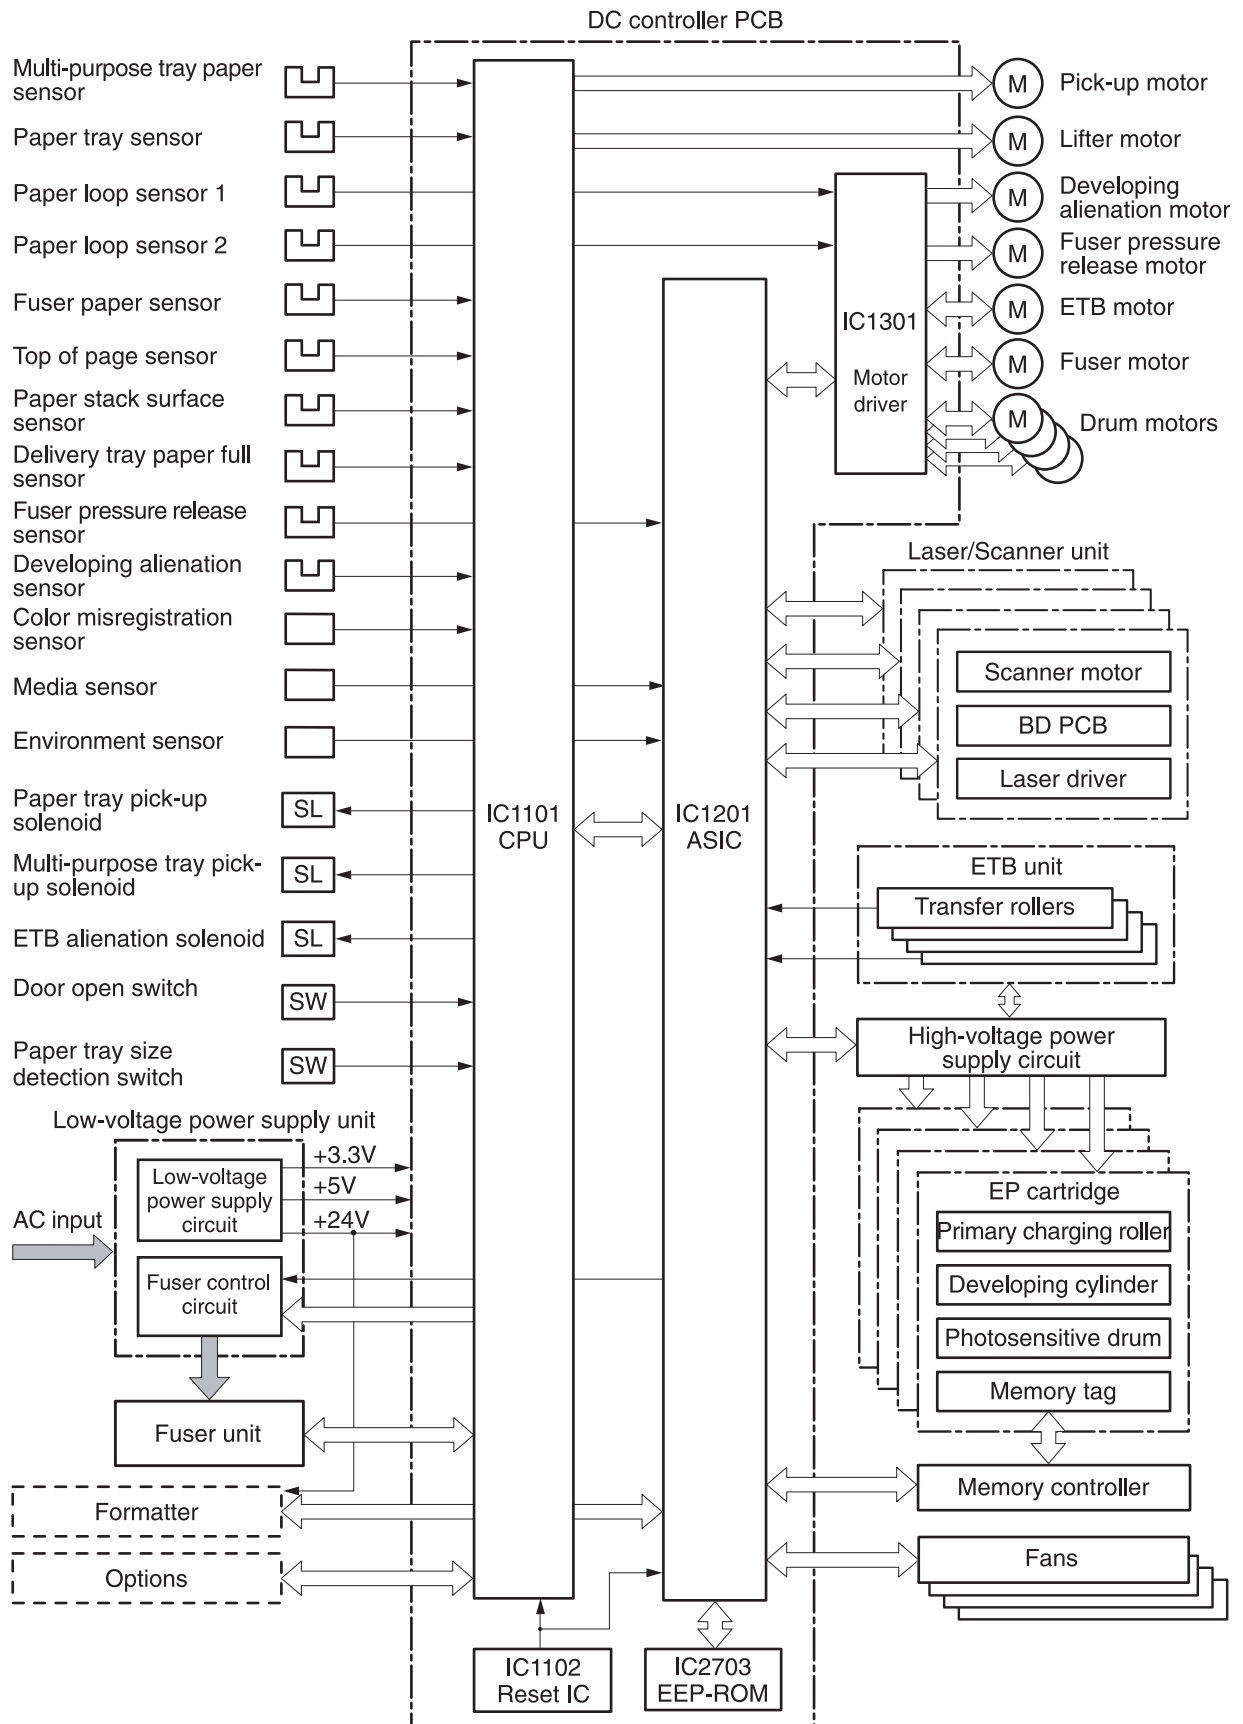 DC controller PCB
Multi-purpose tray paper
sensor
Paper tray sensor
Paper loop sensor 1
Paper loop sensor 2
Fuser paper sensor
Top of page sensor
Paper stack surface
sensor
Delivery tray paper full
sensor
Fuser pressure release
sensor
Developing alienation
sensor
Color misregistration
sensor
Media sensor
Environment sensor
Paper tray pick-up
solenoid
SL
Multi-purpose tray pick-
up solenoid
SL
ETB alienation solenoid
SL
Door open switch
SW
Paper tray size
detection switch
SW
Low-voltage power supply unit
Low-voltage
power supply
circuit
+3.3V
+5V
+24V
AC input
Fuser control
circuit
Fuser unit
Formatter
Options
IC1101
CPU
IC1201
ASIC
IC1102
Reset IC
IC2703
EEP-ROM
IC1301
Motor
driver
M
Pick-up motor
M
Lifter motor
M
Developing
alienation motor
M
Fuser pressure
release motor
M
ETB motor
M
Fuser motor
M
Drum motors
Laser/Scanner unit
Scanner motor
BD PCB
Laser driver
ETB unit
Transfer rollers
High-voltage power
supply circuit
EP cartridge
Primary charging roller
Developing cylinder
Photosensitive drum
Memory tag
Memory controller
Fans